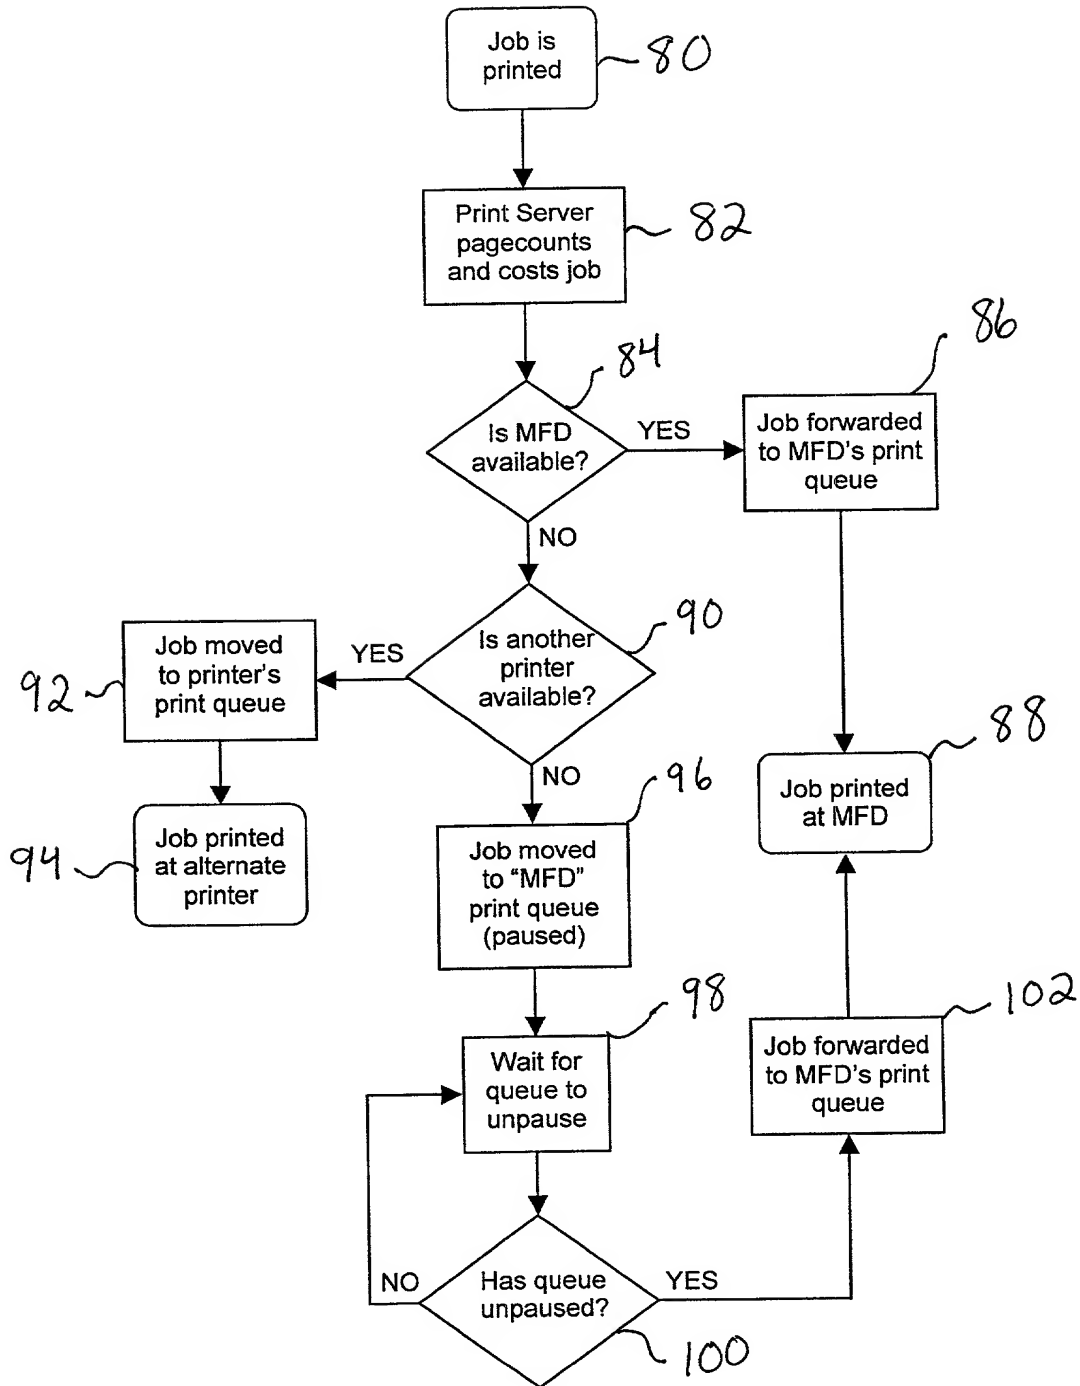 Job is
printed
80
Print Server
pagecounts
and costs job
82
84
Is MFD
available?
YES
86
Job forwarded
to MFD's print
queue
NO
90
Is another
printer
available?
YES
92
Job moved
to printer's
print queue
94
Job printed
at alternate
printer
NO
96
Job moved
to "MFD"
print queue
(paused)
88
Job printed
at MFD
98
Wait for
queue to
unpause
102
Job forwarded
to MFD's print
queue
NO
Has queue
unpaused?
YES
100